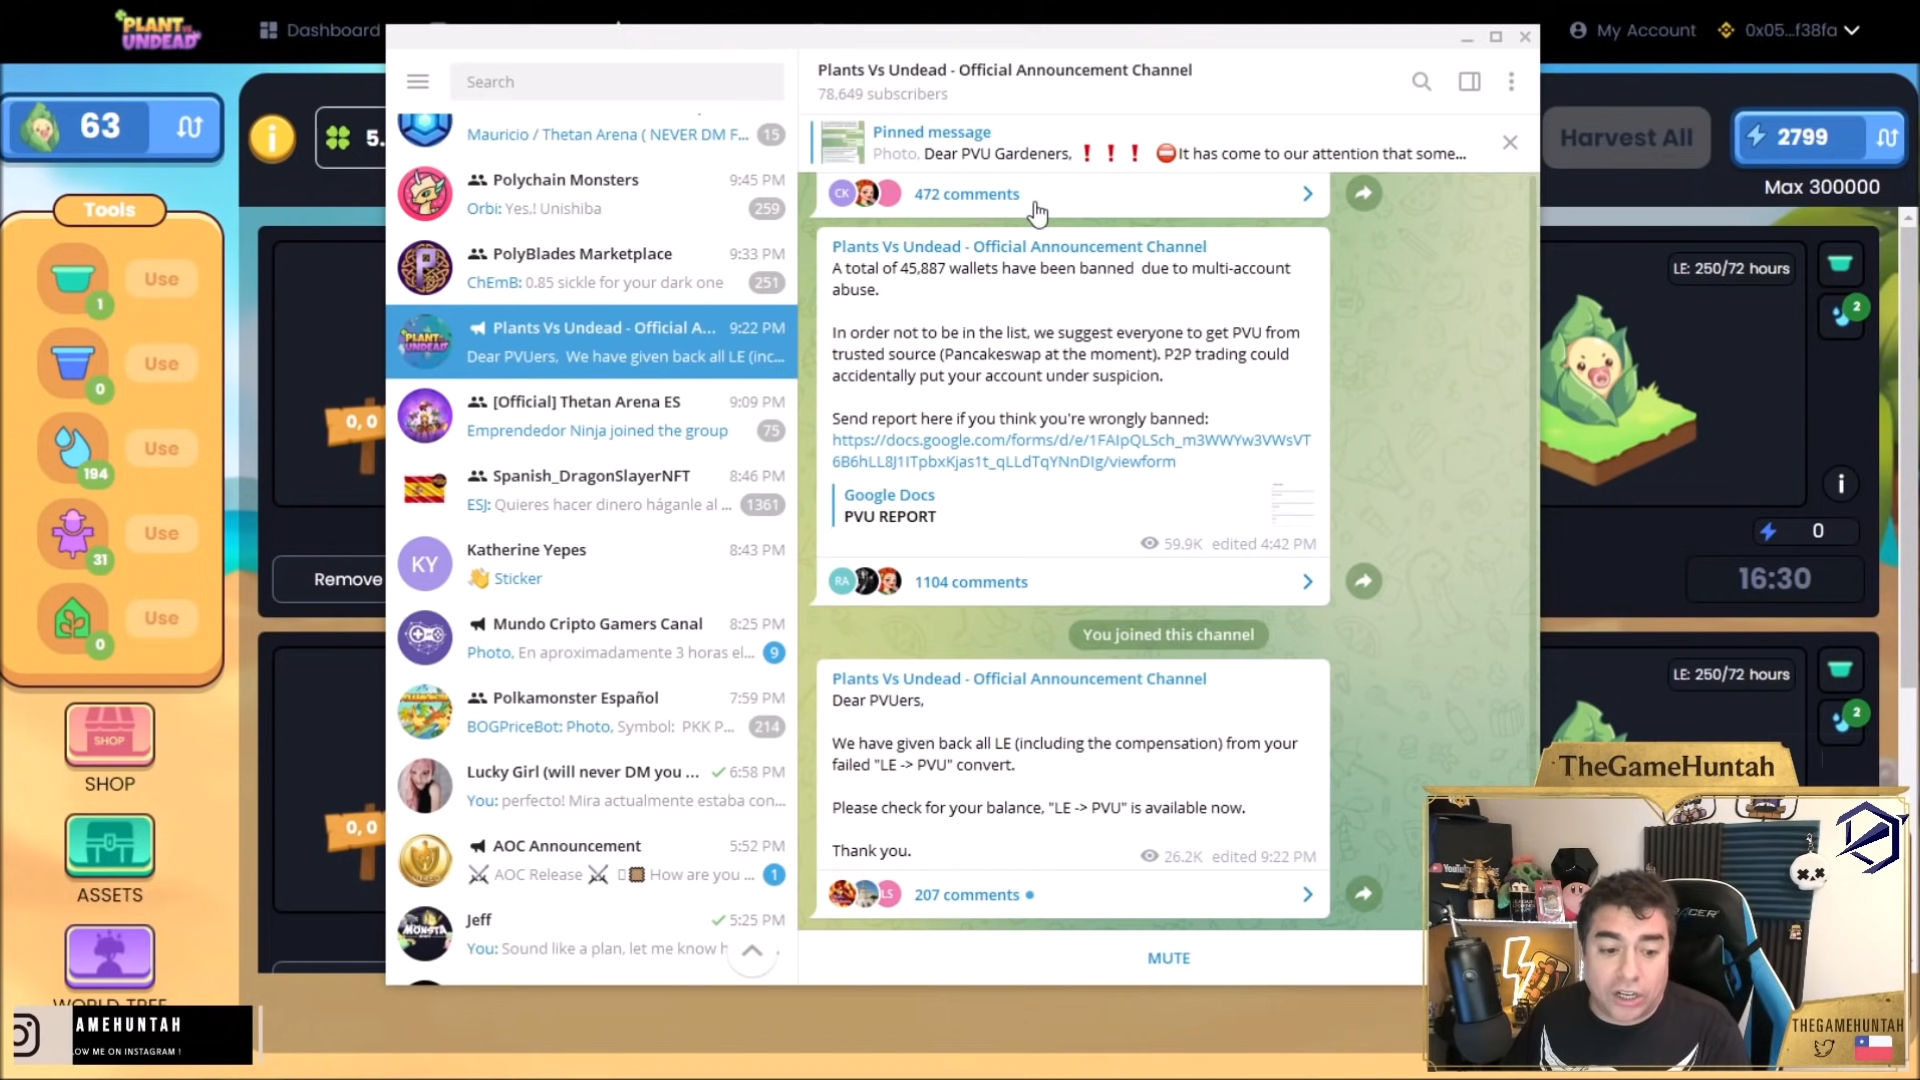 PLANT VS UNDEAD
Dashboard
My Account
0x05...f38fa
63
5.
Harvest All
2799
Max 300000
Tools
1
Use
0
Use
194
Use
31
Use
0
Use
SHOP
SHOP
ASSETS
WORLD TREE
AMEHUNTAH
OW ME ON INSTAGRAM !
0, 0
Remove
0, 0
Search
Mauricio / Thetan Arena ( NEVER DM F...
15
Polychain Monsters
9:45 PM
Orbi: Yes,! Unishiba
259
PolyBlades Marketplace
9:33 PM
ChEmB: 0.85 sickle for your dark one
251
Plants Vs Undead - Official A...
9:22 PM
Dear PVUers, We have given back all LE (inc...
[Official] Thetan Arena ES
9:09 PM
Emprendedor Ninja joined the group
75
Spanish_DragonSlayerNFT
8:46 PM
ESJ: Quieres hacer dinero háganle al ...
1361
KY
Katherine Yepes
8:43 PM
👋 Sticker
Mundo Cripto Gamers Canal
8:25 PM
Photo, En aproximadamente 3 horas el...
9
Polkamonster Español
7:59 PM
BOGPriceBot: Photo, Symbol: PKK P...
214
Lucky Girl (will never DM you ...
6:58 PM
You: perfecto! Mira actualmente estaba con...
AOC Announcement
5:52 PM
⚔ AOC Release ⚔ How are you ...
1
MONSTA
Jeff
5:25 PM
You: Sound like a plan, let me know h
Plants Vs Undead - Official Announcement Channel
78,649 subscribers
Pinned message
Photo, Dear PVU Gardeners, ❗ ❗ ❗ ⛔It has come to our attention that some...
CK
472 comments
Plants Vs Undead - Official Announcement Channel
A total of 45,887 wallets have been banned due to multi-account
abuse.
In order not to be in the list, we suggest everyone to get PVU from
trusted source (Pancakeswap at the moment). P2P trading could
accidentally put your account under suspicion.
Send report here if you think you're wrongly banned:
https://docs.google.com/forms/d/e/1FAIpQLSch_m3WWYw3VWsVT
6B6hLL8J1ITpbxKjas1t_qLLdTqYNnDIg/viewform
Google Docs
PVU REPORT
59.9K edited 4:42 PM
RA
1104 comments
You joined this channel
Plants Vs Undead - Official Announcement Channel
Dear PVUers,
We have given back all LE (including the compensation) from your
failed "LE -> PVU" convert.
Please check for your balance, "LE -> PVU" is available now.
Thank you.
26.2K edited 9:22 PM
LS
207 comments
MUTE
LE: 250/72 hours
2
i
0
16:30
LE: 250/72 hours
2
TheGameHuntah
YouTube
THEGAMEHUNTAH